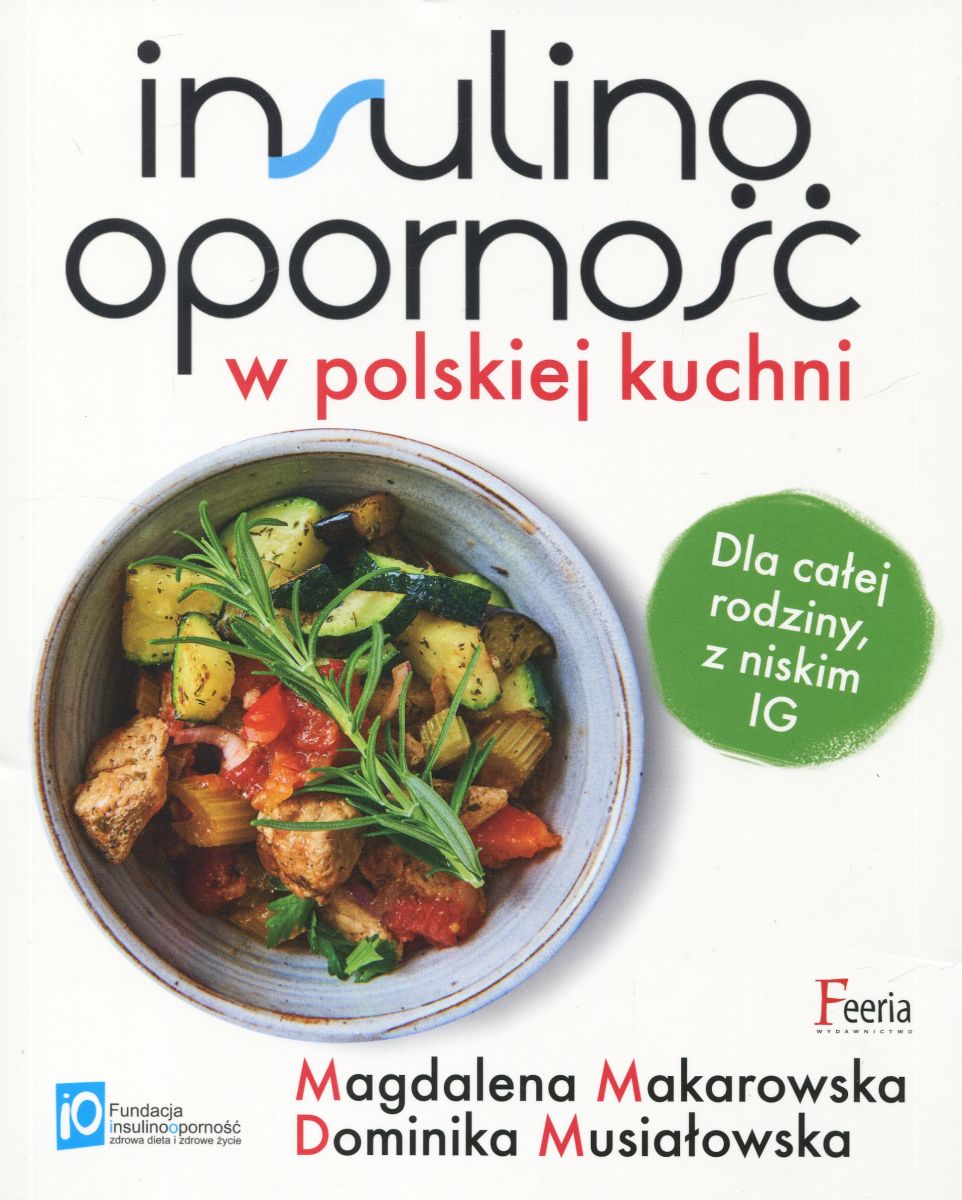 insulino
oporność
w polskiej kuchni
Dla całej
rodziny,
z niskim
IG
Feeria
WYDAWNICTWO
Magdalena Makarowska
Dominika Musiałowska
iO
Fundacja
insulinooporność
zdrowa dieta i zdrowe życie